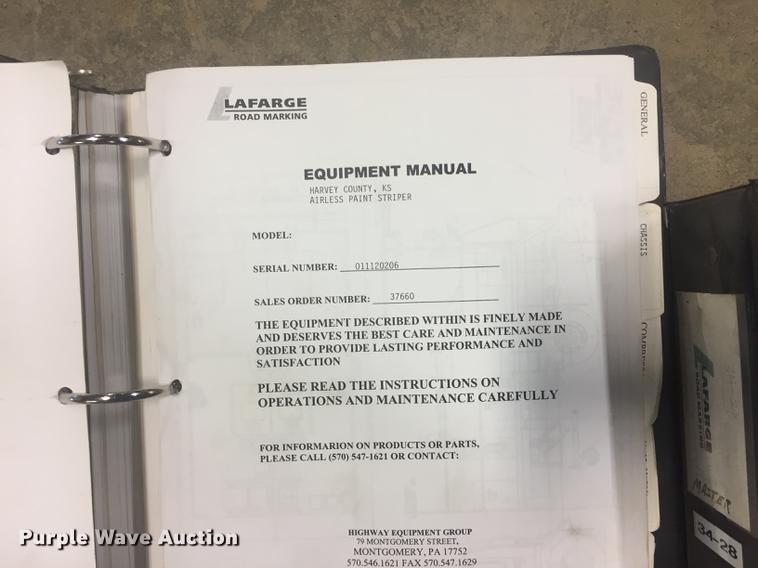 LAFARGE
ROAD MARKING
EQUIPMENT MANUAL
HARVEY COUNTY, KS
AIRLESS PAINT STRIPER
MODEL:
SERIAL NUMBER: 011120206
SALES ORDER NUMBER: 37660
THE EQUIPMENT DESCRIBED WITHIN IS FINELY MADE
AND DESERVES THE BEST CARE AND MAINTENANCE IN
ORDER TO PROVIDE LASTING PERFORMANCE AND
SATISFACTION
PLEASE READ THE INSTRUCTIONS ON
OPERATIONS AND MAINTENANCE CAREFULLY
FOR INFORMARION ON PRODUCTS OR PARTS,
PLEASE CALL (570) 547-1621 OR CONTACT:
HIGHWAY EQUIPMENT GROUP
79 MONTGOMERY STREET,
MONTGOMERY, PA 17752
570.546.1621 FAX 570.547.1629
GENERAL
CHASSIS
LAFARGE
ROAD MARKING
MASTER
34-28
Purple Wave Auction